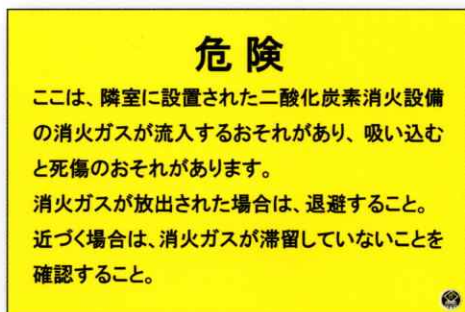 危険
ここは、隣室に設置された二酸化炭素消火設備
の消火ガスが流入するおそれがあり、吸い込む
と死傷のおそれがあります。
消火ガスが放出された場合は、退避すること。
近づく場合は、消火ガスが滞留していないことを
確認すること。